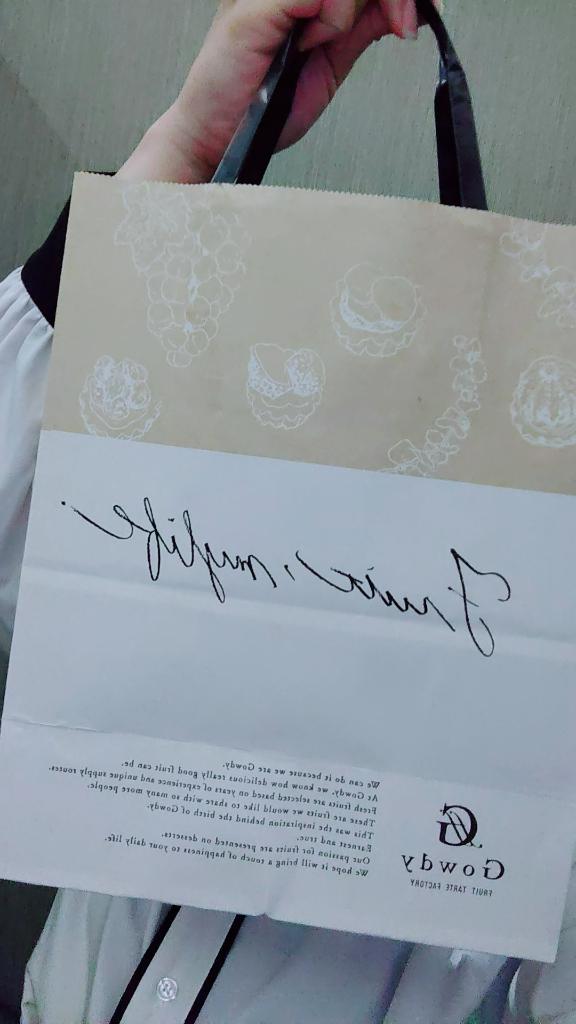 Fruit, my life.
We can do it because we are Gowdy.
At Gowdy, we know how delicious really good fruit can be.
Fresh fruits are selected based on years of experience and unique supply routes.
There are fruits we would like to share with so many more people.
This was the inspiration behind the birth of Gowdy.
Earnest and true.
Our passion for fruits are presented on desserts.
We hope it will bring a touch of happiness to your daily life.
G
Gowdy
FRUIT TARTE FACTORY